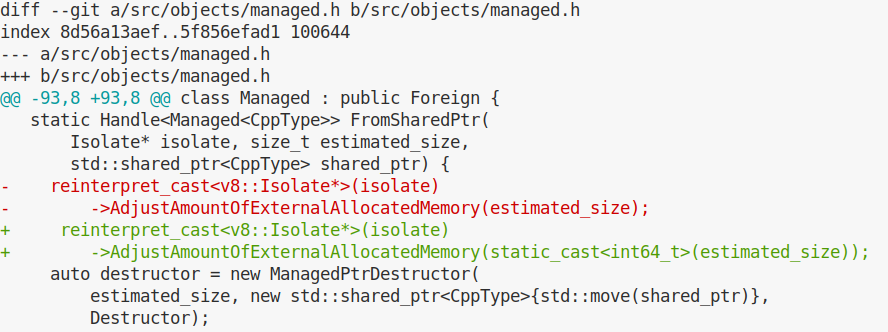 diff --git a/src/objects/managed.h b/src/objects/managed.h
index 8d56a13aef..5f856efad1 100644
--- a/src/objects/managed.h
+++ b/src/objects/managed.h
@@ -93,8 +93,8 @@ class Managed : public Foreign {
   static Handle<Managed<CppType>> FromSharedPtr(
       Isolate* isolate, size_t estimated_size,
       std::shared_ptr<CppType> shared_ptr) {
-    reinterpret_cast<v8::Isolate*>(isolate)
-        ->AdjustAmountOfExternalAllocatedMemory(estimated_size);
+     reinterpret_cast<v8::Isolate*>(isolate)
+        ->AdjustAmountOfExternalAllocatedMemory(static_cast<int64_t>(estimated_size));
     auto destructor = new ManagedPtrDestructor(
         estimated_size, new std::shared_ptr<CppType>{std::move(shared_ptr)},
         Destructor);